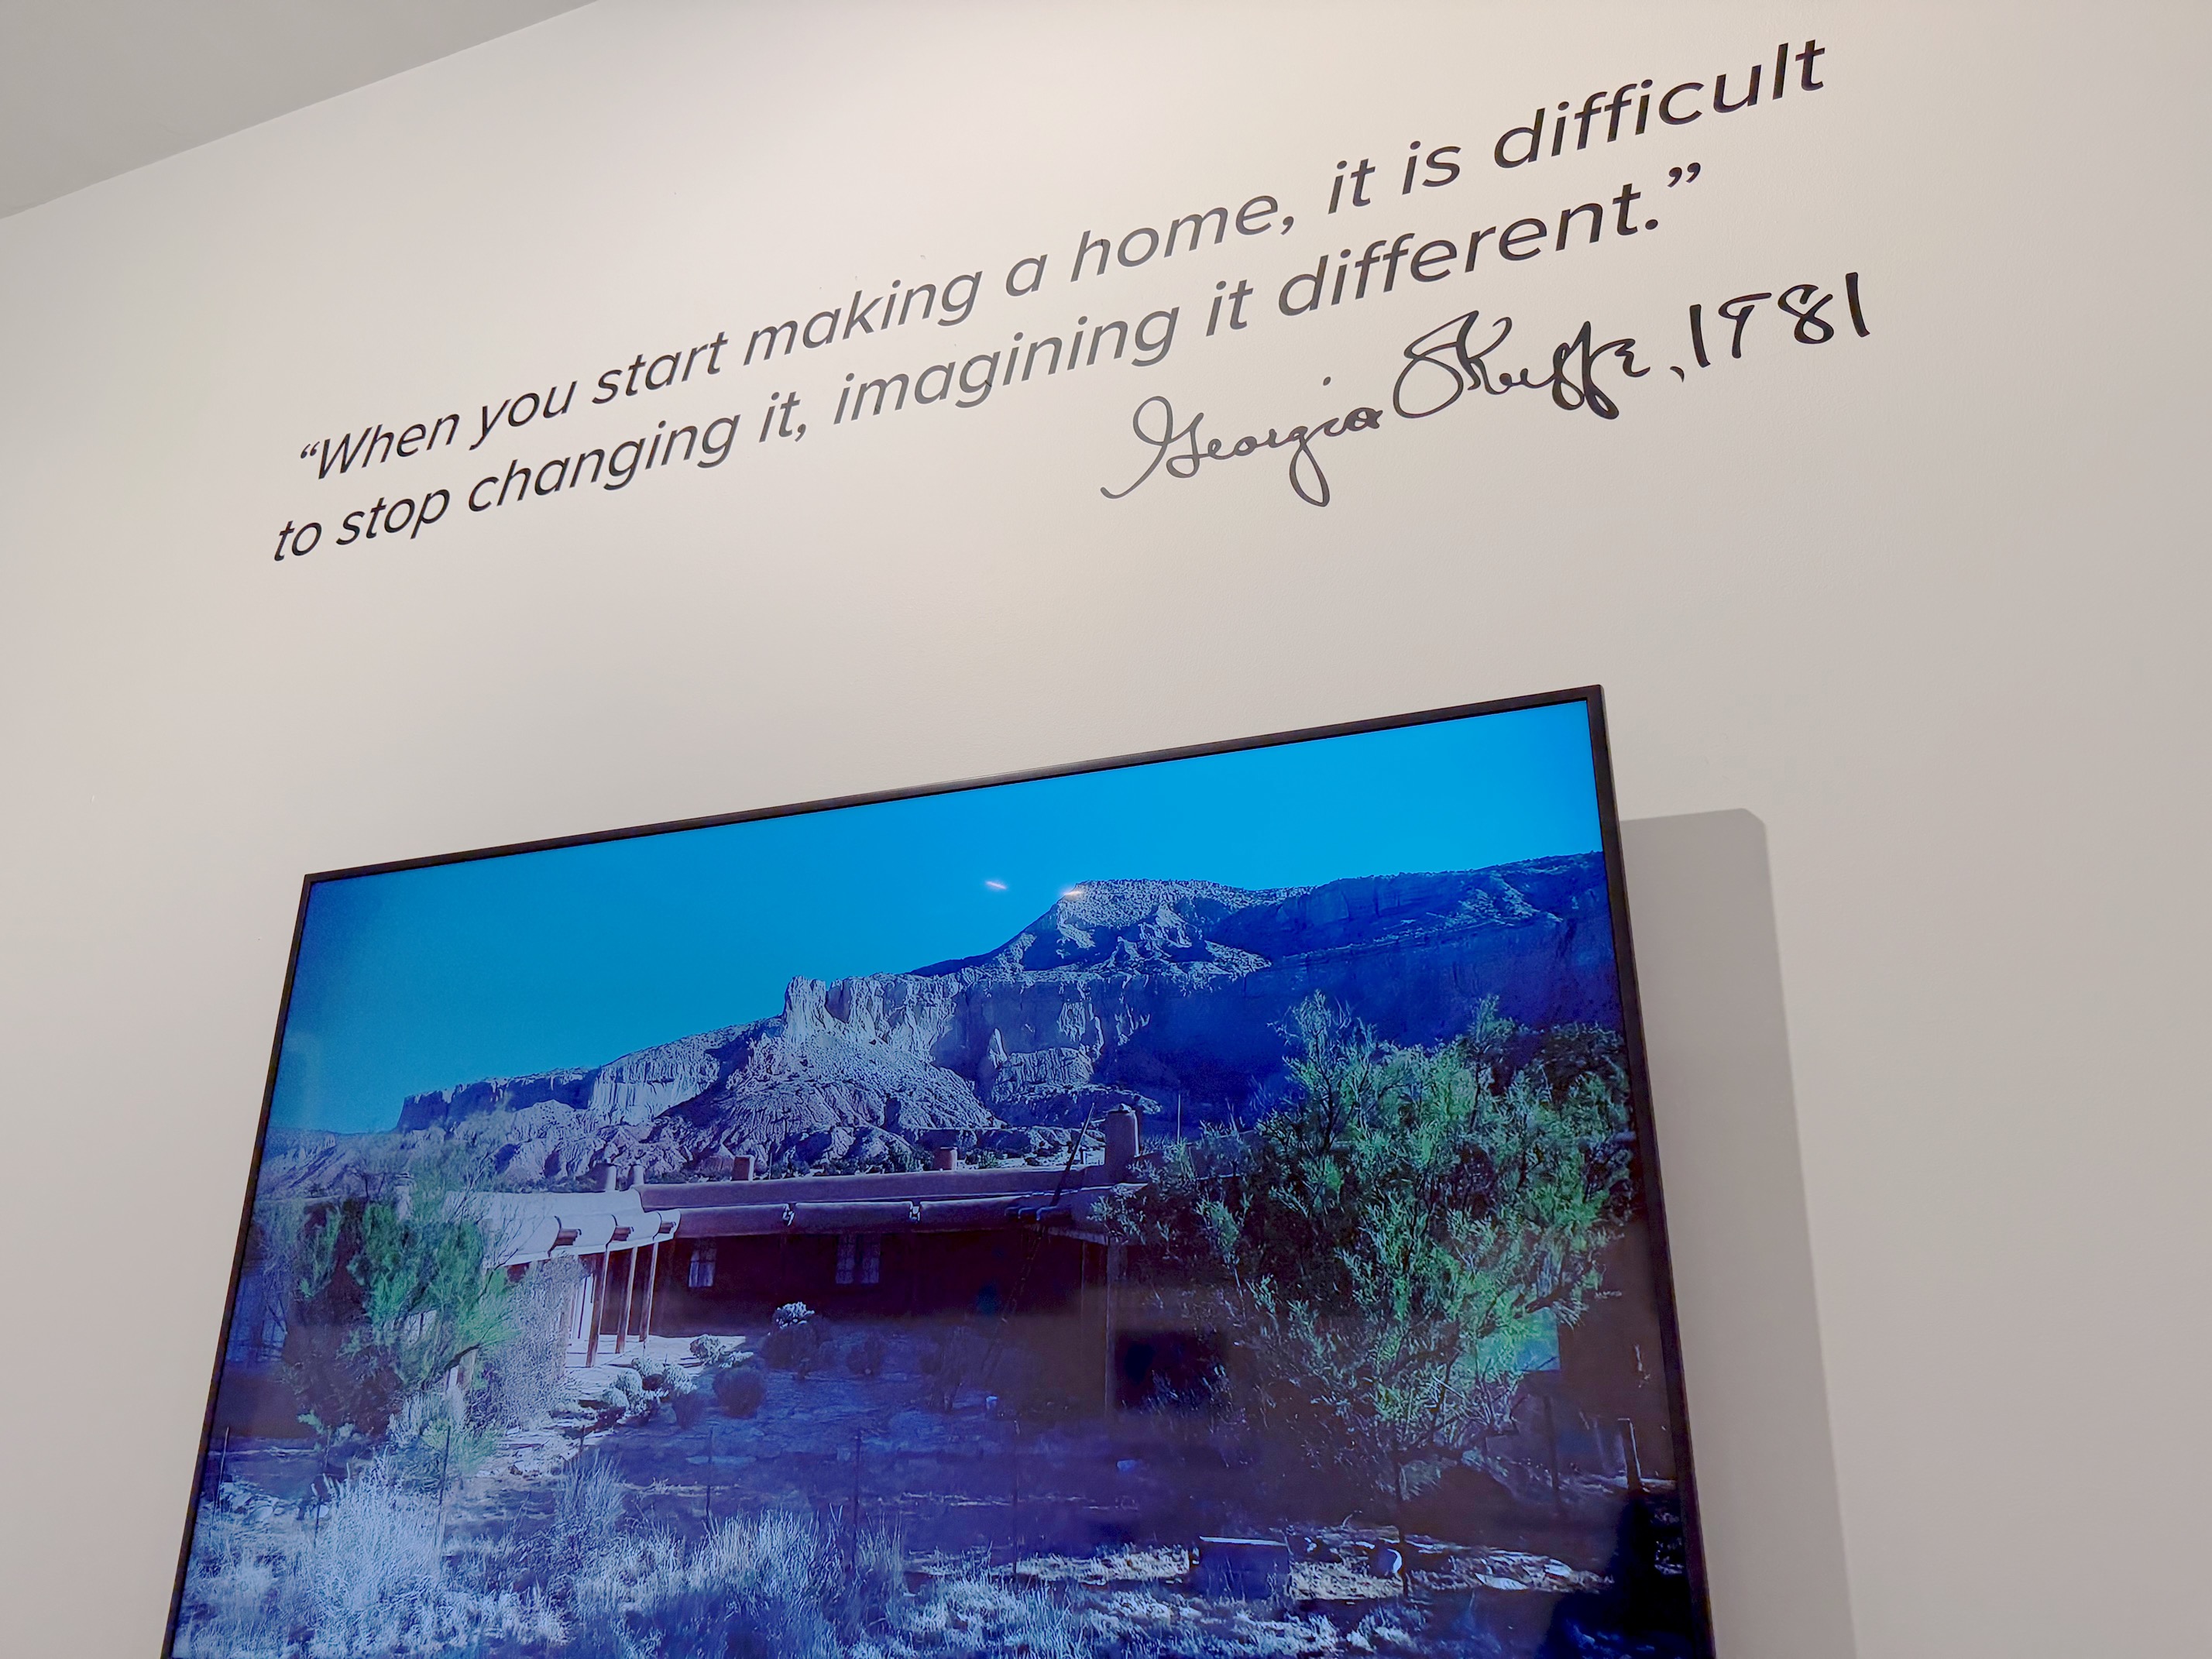 “When you start making a home, it is difficult
to stop changing it, imagining it different.”
Georgia O'Keeffe, 1981